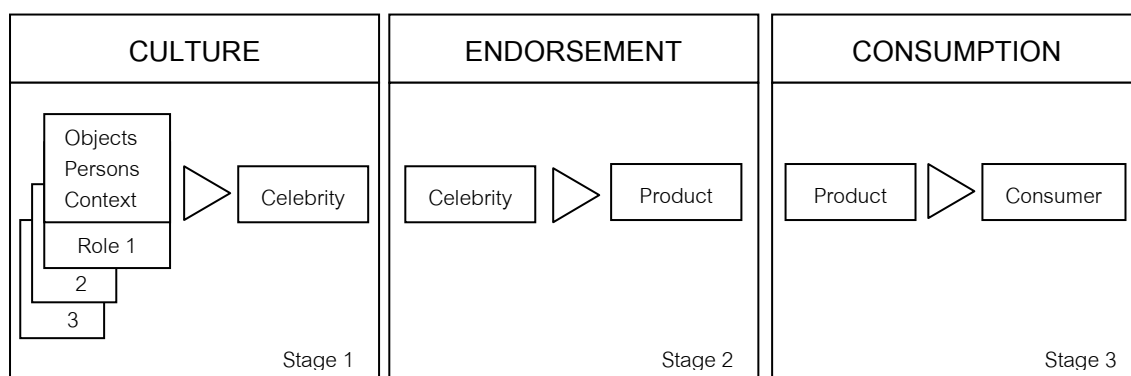 CULTURE
Objects
Persons
Context
Role 1
2
3
Celebrity
Stage 1
ENDORSEMENT
Celebrity
Product
Stage 2
CONSUMPTION
Product
Consumer
Stage 3